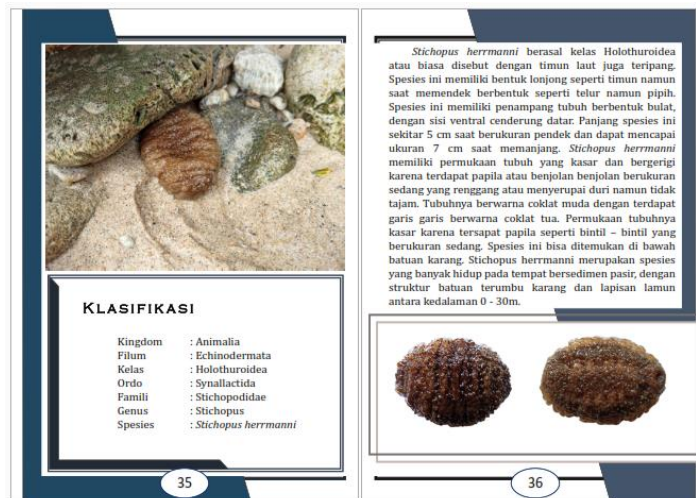 KLASIFIKASI
Kingdom : Animalia
Filum : Echinodermata
Kelas : Holothuroidea
Ordo : Synallactida
Famili : Stichopodidae
Genus : Stichopus
Spesies : Stichopus herrmanni
35
Stichopus herrmanni berasal kelas Holothuroidea
atau biasa disebut dengan timun laut juga teripang.
Spesies ini memiliki bentuk lonjong seperti timun namun
saat memendek berbentuk seperti telur namun pipih.
Spesies ini memiliki penampang tubuh berbentuk bulat,
dengan sisi ventral cenderung datar. Panjang spesies ini
sekitar 5 cm saat berukuran pendek dan dapat mencapai
ukuran 7 cm saat memanjang. Stichopus herrmanni
memiliki permukaan tubuh yang kasar dan bergerigi
karena terdapat papila atau benjolan benjolan berukuran
sedang yang renggang atau menyerupai duri namun tidak
tajam. Tubuhnya berwarna coklat muda dengan terdapat
garis garis berwarna coklat tua. Permukaan tubuhnya
kasar karena tersapat papila seperti bintil – bintil yang
berukuran sedang. Spesies ini bisa ditemukan di bawah
batuan karang. Stichopus herrmanni merupakan spesies
yang banyak hidup pada tempat bersedimen pasir, dengan
struktur batuan terumbu karang dan lapisan lamun
antara kedalaman 0 - 30m.
36